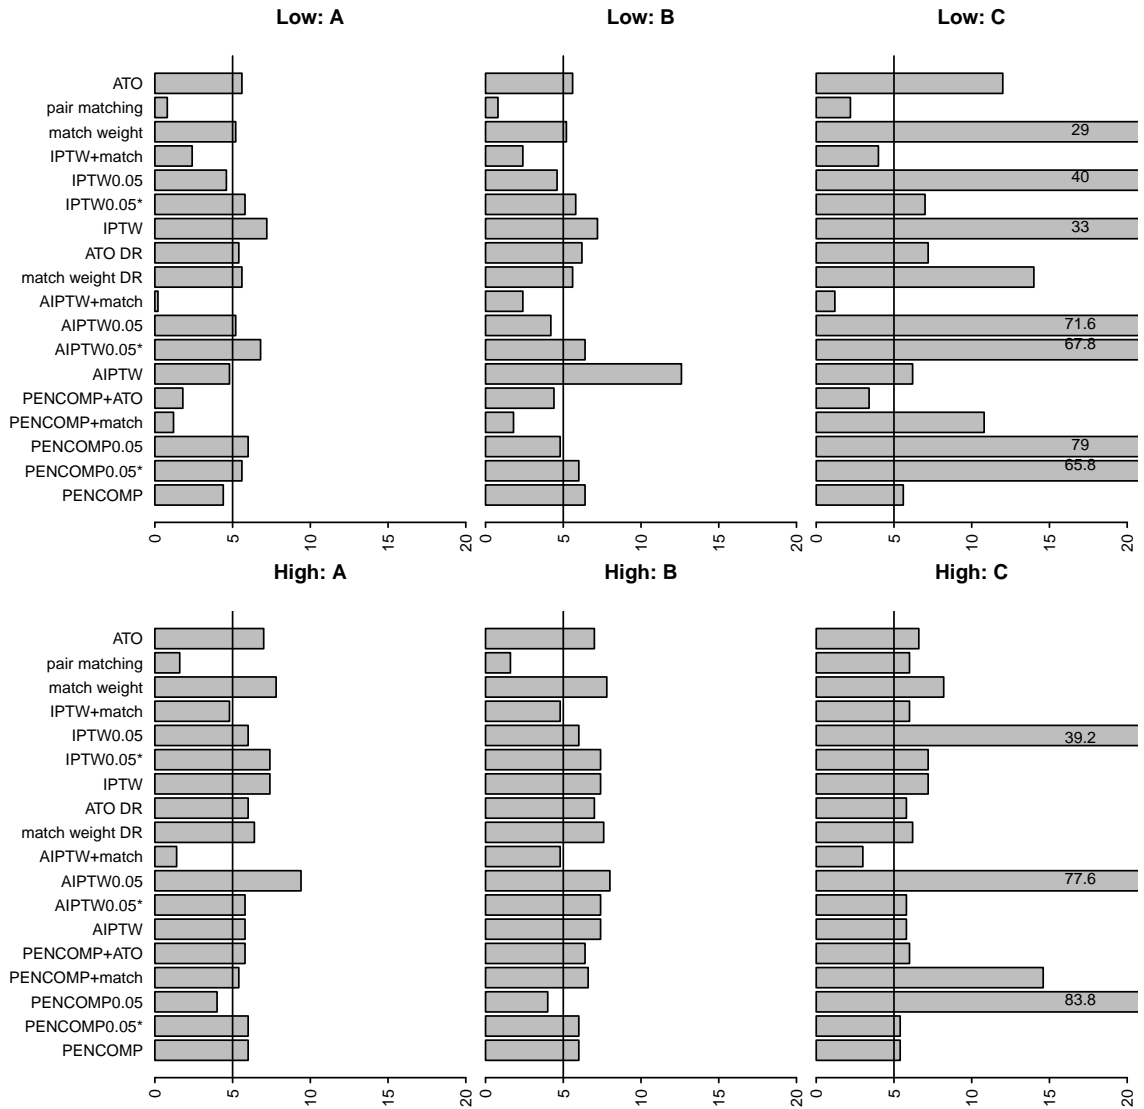 Low: A Low: B Low: C
ATO
pair matching
match weight 29
IPTW+match
IPTW0.05 40
IPTW0.05*
IPTW 33
ATO DR
match weight DR
AIPTW+match
AIPTW0.05 71.6
AIPTW0.05* 67.8
AIPTW
PENCOMP+ATO
PENCOMP+match
PENCOMP0.05 79
PENCOMP0.05* 65.8
PENCOMP
0 5 10 15 20 0 5 10 15 20 0 5 10 15 20
High: A High: B High: C
ATO
pair matching
match weight
IPTW+match
IPTW0.05 39.2
IPTW0.05*
IPTW
ATO DR
match weight DR
AIPTW+match
AIPTW0.05 77.6
AIPTW0.05*
AIPTW
PENCOMP+ATO
PENCOMP+match
PENCOMP0.05 83.8
PENCOMP0.05*
PENCOMP
0 5 10 15 20 0 5 10 15 20 0 5 10 15 20